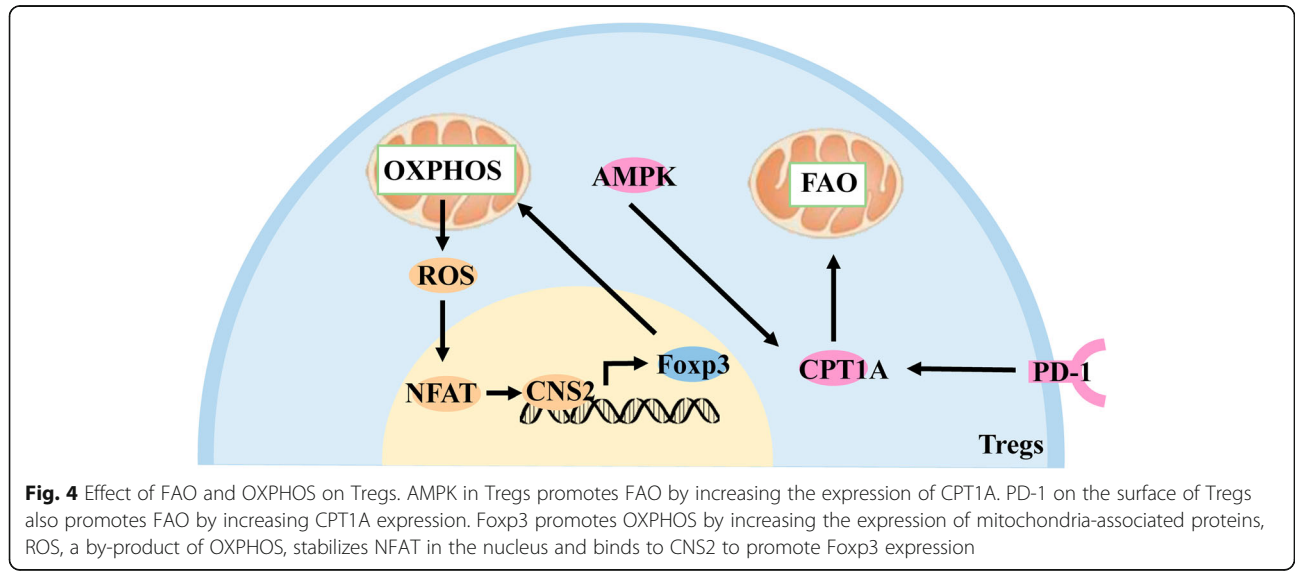 OXPHOS
AMPK
FAO
ROS
NFAT
CNS2
Foxp3
CPT1A
PD-1
Tregs
Fig. 4 Effect of FAO and OXPHOS on Tregs. AMPK in Tregs promotes FAO by increasing the expression of CPT1A. PD-1 on the surface of Tregs
also promotes FAO by increasing CPT1A expression. Foxp3 promotes OXPHOS by increasing the expression of mitochondria-associated proteins,
ROS, a by-product of OXPHOS, stabilizes NFAT in the nucleus and binds to CNS2 to promote Foxp3 expression